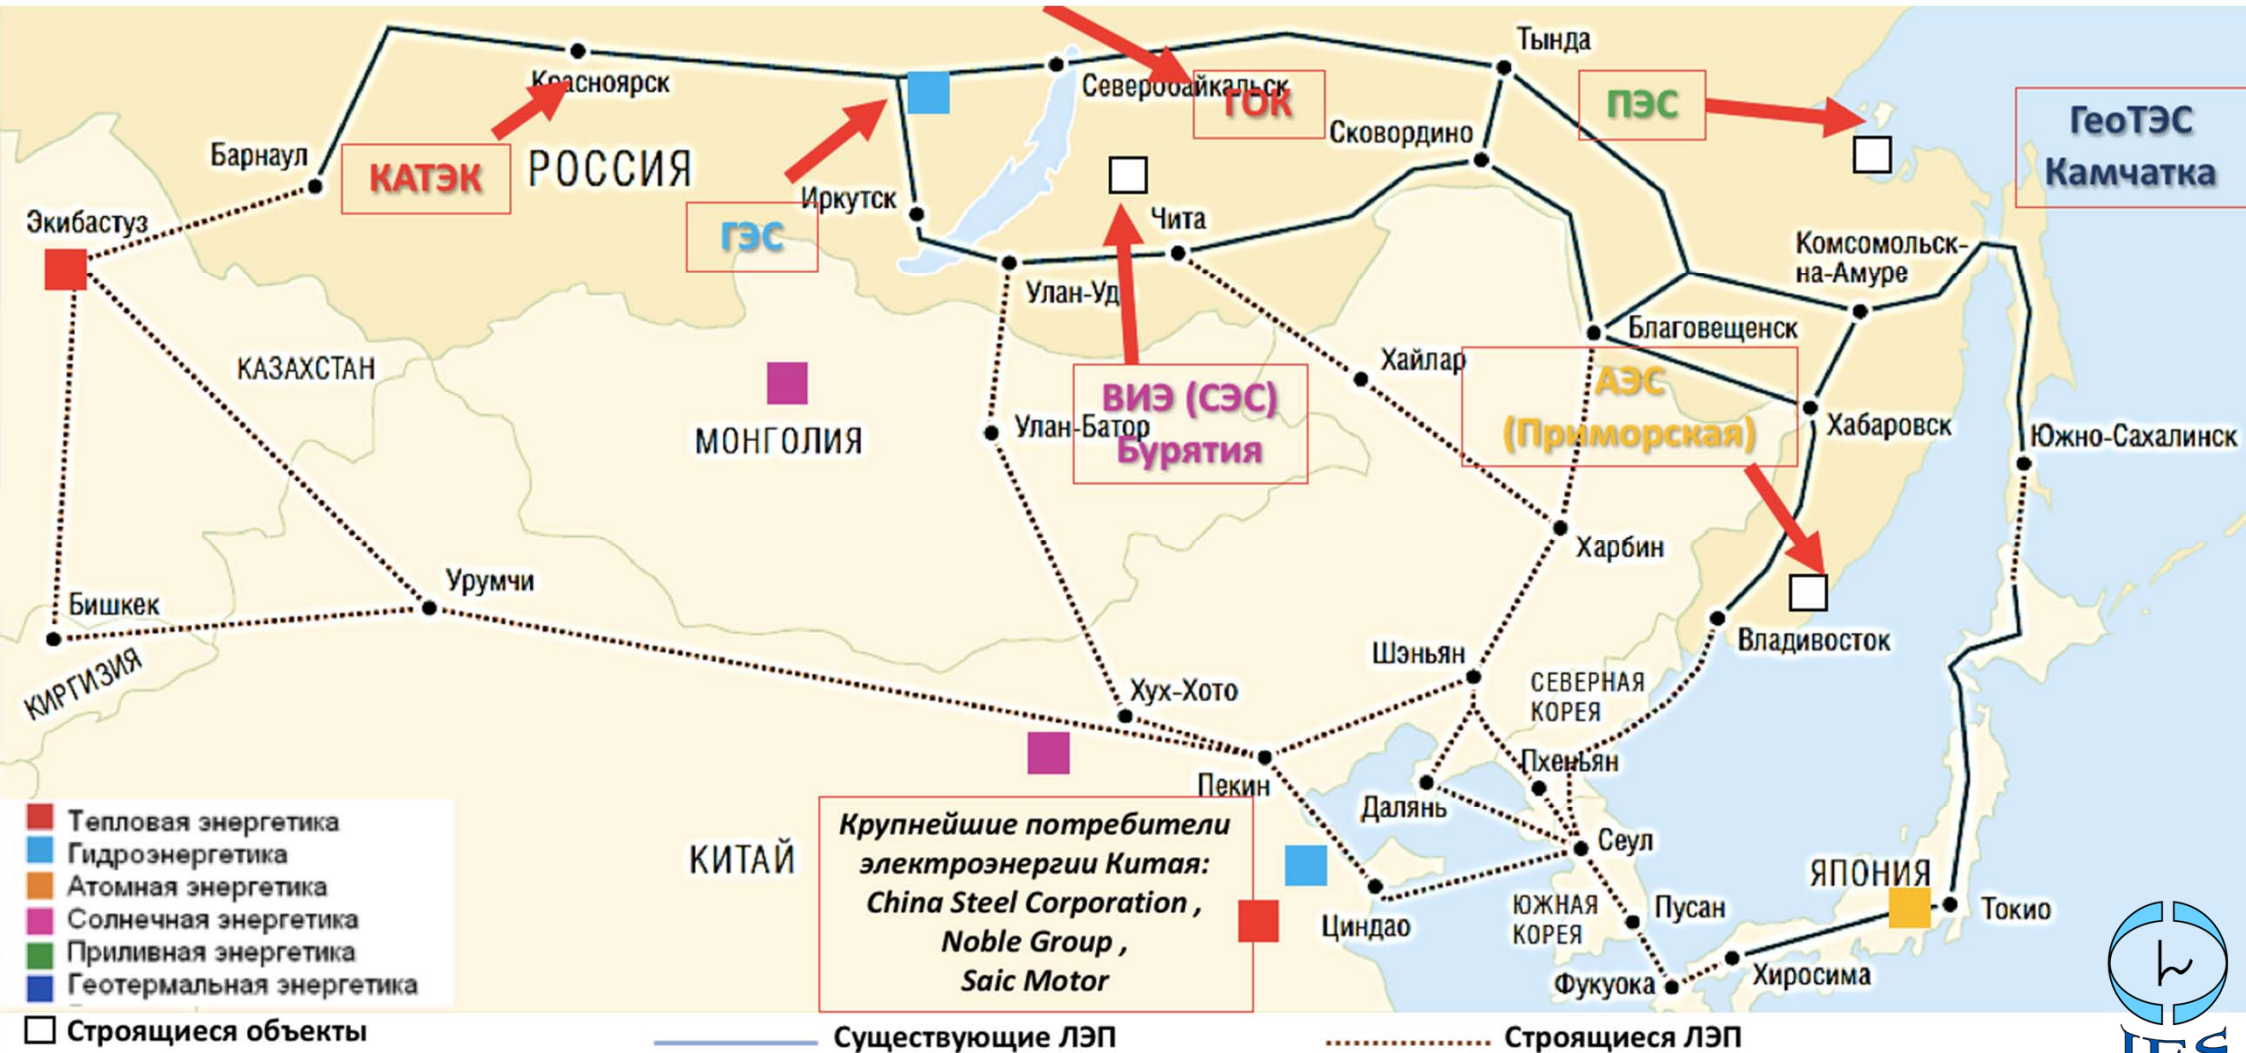 Тында
Красноярск
Северобайкальск
ГОК
ПЭС
ГеоТЭС
Камчатка
Сковордино
Барнаул
КАТЭК
РОССИЯ
Иркутск
Чита
Экибастуз
ГЭС
Комсомольск-
на-Амуре
Улан-Уд
Благовещенск
КАЗАХСТАН
Хайлар
АЭС
(Приморская)
ВИЭ (СЭС)
Бурятия
Улан-Батор
МОНГОЛИЯ
Хабаровск
Южно-Сахалинск
Харбин
Урумчи
Бишкек
КИРГИЗИЯ
Владивосток
Шэньян
СЕВЕРНАЯ
КОРЕЯ
Хух-Хото
Пекин
Пхеньян
Далянь
Сеул
КИТАЙ
Крупнейшие потребители
электроэнергии Китая:
China Steel Corporation ,
Noble Group ,
Saic Motor
ЯПОНИЯ
Токио
ЮЖНАЯ
КОРЕЯ
Пусан
Циндао
Фукуока
Хиросима
Тепловая энергетика
Гидроэнергетика
Атомная энергетика
Солнечная энергетика
Приливная энергетика
Геотермальная энергетика
Строящиеся объекты
Существующие ЛЭП
Строящиеся ЛЭП
IES